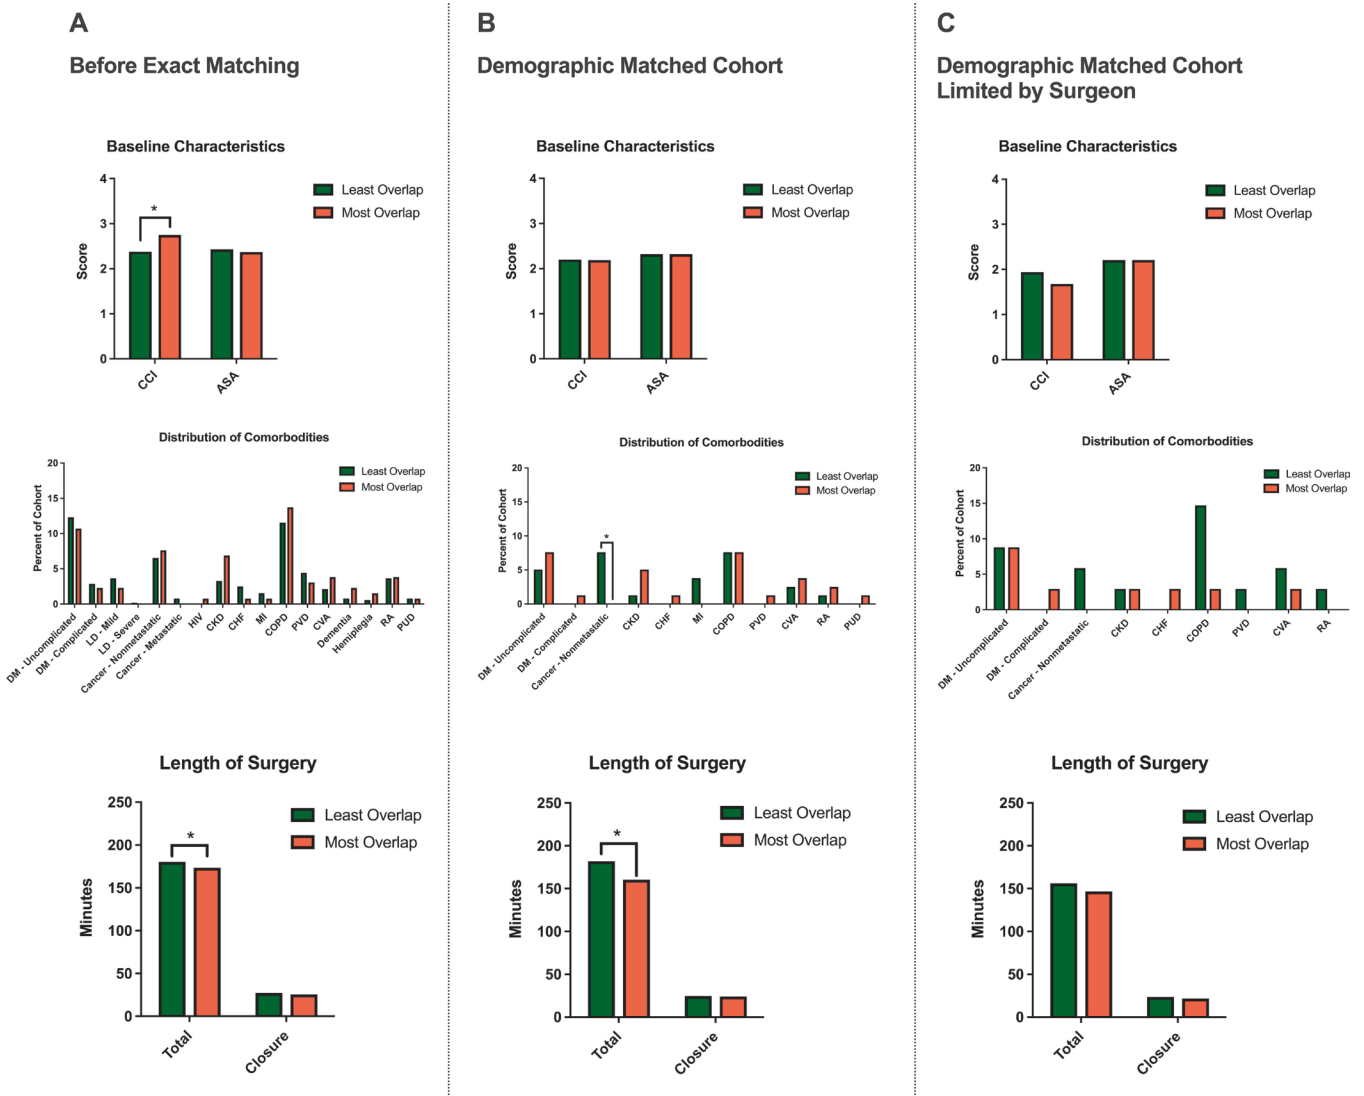 A
Before Exact Matching
Baseline Characteristics
4
3
2
1
0
Score
*
Least Overlap
Most Overlap
CCI
ASA
Distribution of Comorbodities
20
15
10
5
0
Percent of Cohort
Least Overlap
Most Overlap
DM - Uncomplicated
DM - Complicated
LD - Mild
LD - Severe
Cancer - Nonmetastatic
Cancer - Metastatic
HIV
CKD
CHF
MI
COPD
PVD
CVA
Dementia
Hemiplegia
RA
PUD
Length of Surgery
250
200
150
100
50
0
Minutes
*
Least Overlap
Most Overlap
Total
Closure
B
Demographic Matched Cohort
Baseline Characteristics
4
3
2
1
0
Score
Least Overlap
Most Overlap
CCI
ASA
Distribution of Comorbodities
20
15
10
5
0
Percent of Cohort
*
Least Overlap
Most Overlap
DM - Uncomplicated
DM - Complicated
Cancer - Nonmetastatic
CKD
CHF
MI
COPD
PVD
CVA
RA
PUD
Length of Surgery
250
200
150
100
50
0
Minutes
*
Least Overlap
Most Overlap
Total
Closure
C
Demographic Matched Cohort
Limited by Surgeon
Baseline Characteristics
4
3
2
1
0
Score
Least Overlap
Most Overlap
CCI
ASA
Distribution of Comorbodities
20
15
10
5
0
Percent of Cohort
Least Overlap
Most Overlap
DM - Uncomplicated
DM - Complicated
Cancer - Nonmetastatic
CKD
CHF
COPD
PVD
CVA
RA
Length of Surgery
250
200
150
100
50
0
Minutes
Least Overlap
Most Overlap
Total
Closure